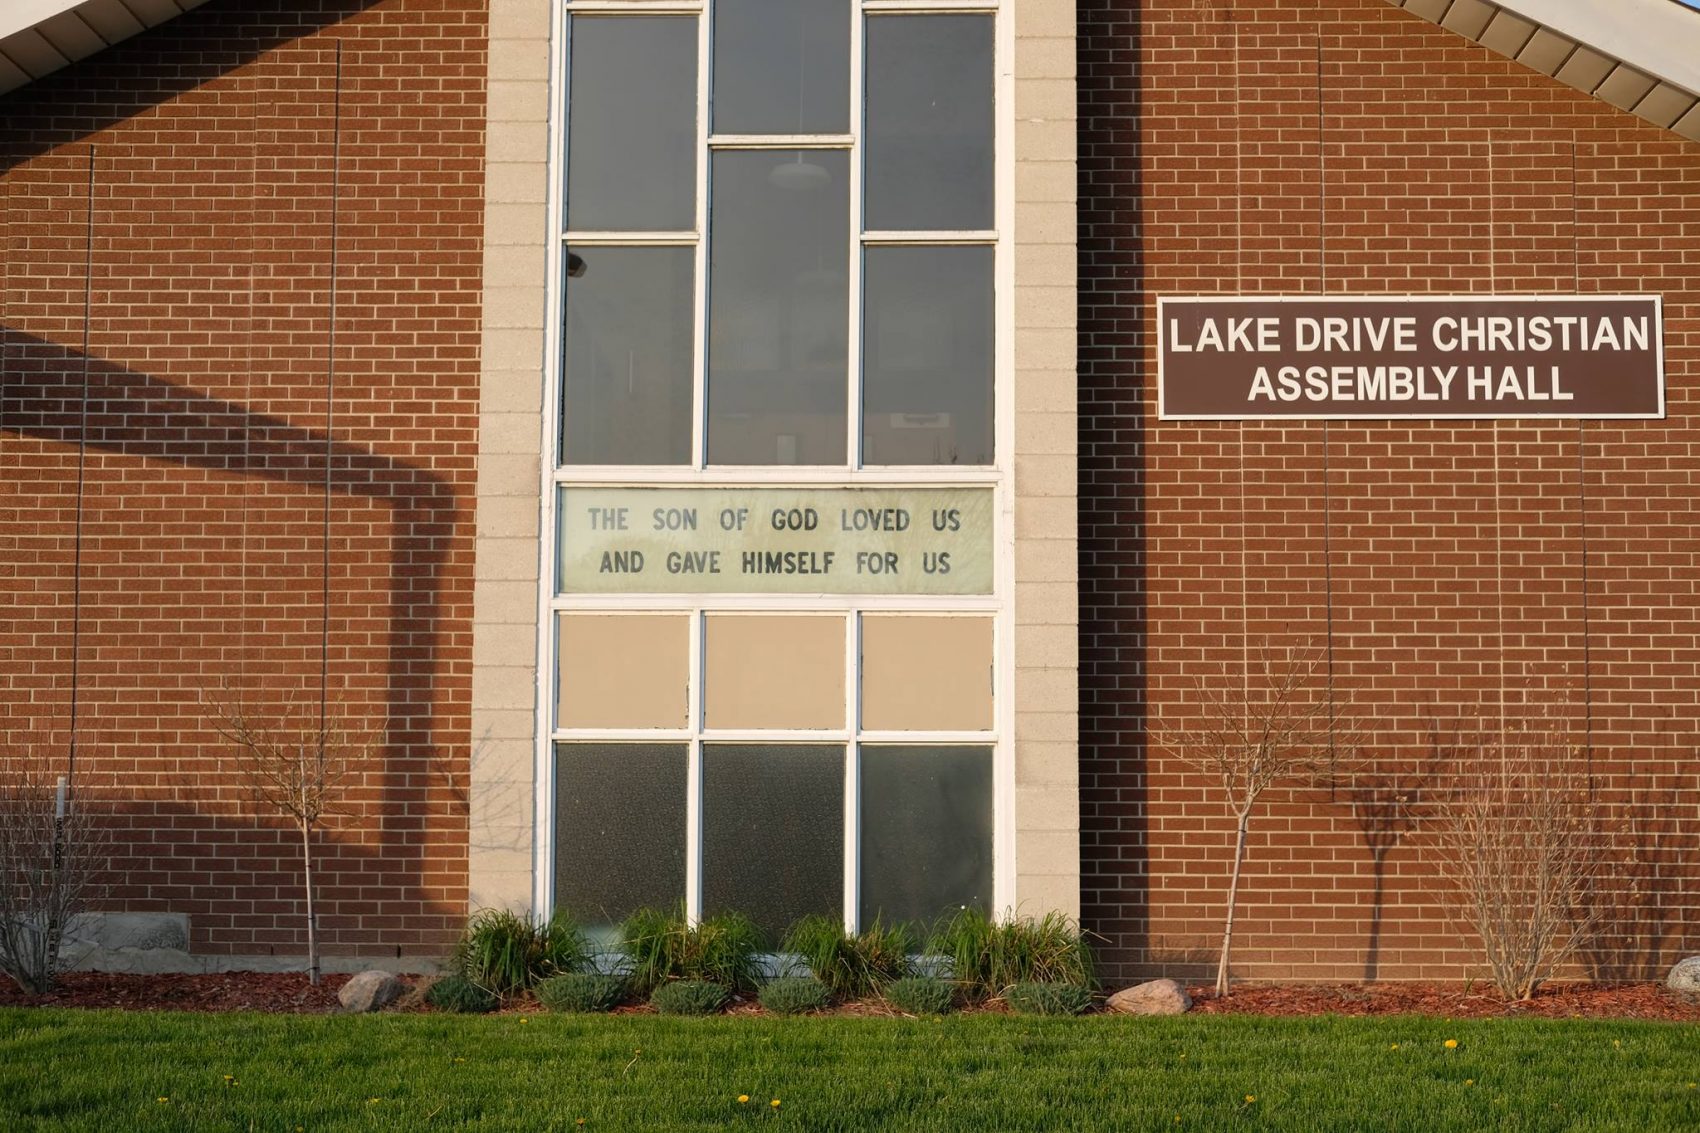 LAKE DRIVE CHRISTIAN
ASSEMBLY HALL
THE SON OF GOD LOVED US
AND GAVE HIMSELF FOR US